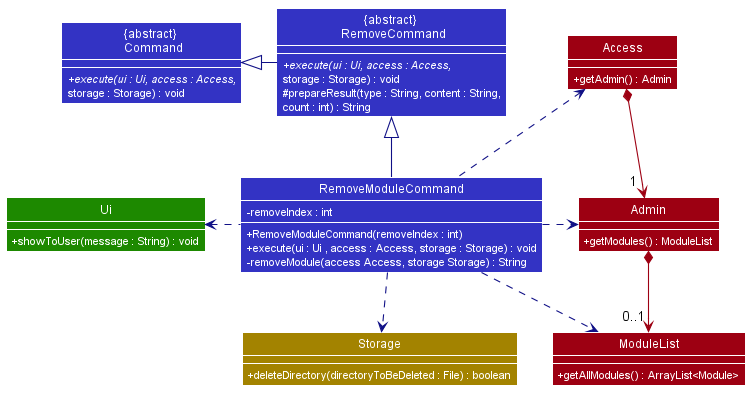 {abstract}
Command
+execute(ui : Ui, access : Access,
storage : Storage) : void
{abstract}
RemoveCommand
+execute(ui : Ui, access : Access,
storage : Storage) : void
#prepareResult(type : String, content : String,
count : int) : String
Access
+getAdmin() : Admin
1
RemoveModuleCommand
-removeIndex : int
+RemoveModuleCommand(removeIndex : int)
+execute(ui : Ui , access : Access, storage : Storage) : void
-removeModule(access Access, storage Storage) : String
Ui
+showToUser(message : String) : void
Admin
+getModules() : ModuleList
0..1
Storage
+deleteDirectory(directoryToBeDeleted : File) : boolean
ModuleList
+getAllModules() : ArrayList<Module>